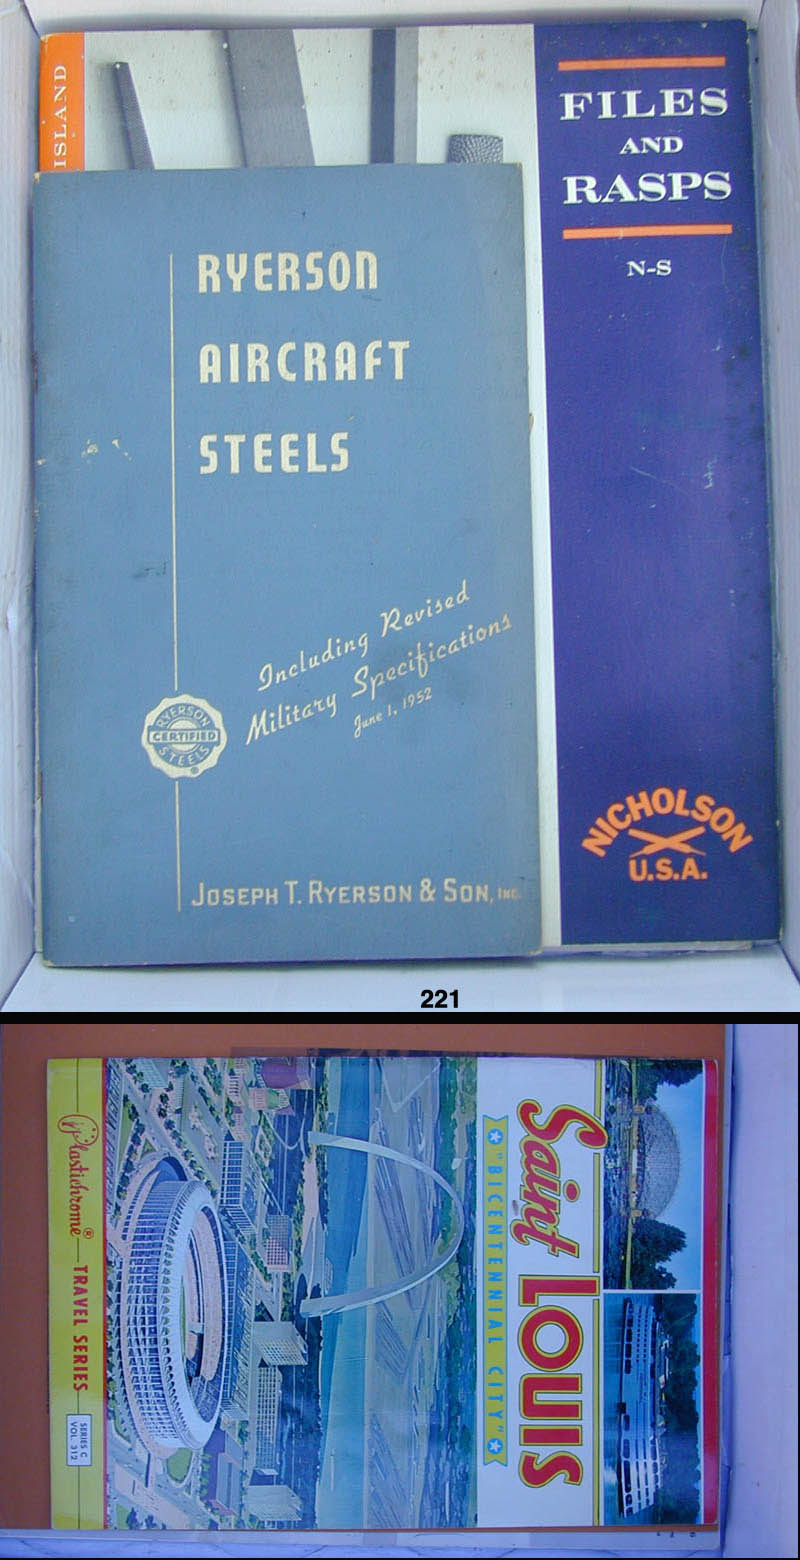 ISLAND
FILES
AND
RASPS
N-S
NICHOLSON
U.S.A.
RYERSON
AIRCRAFT
STEELS
Including Revised
Military Specifications
June 1, 1952
RYERSON
CERTIFIED
STEELS
®
JOSEPH T. RYERSON & SON, INC.
221
Saint LOUIS
"BICENTENNIAL CITY"
Plastichrome® TRAVEL SERIES
SERIES C
VOL. 312